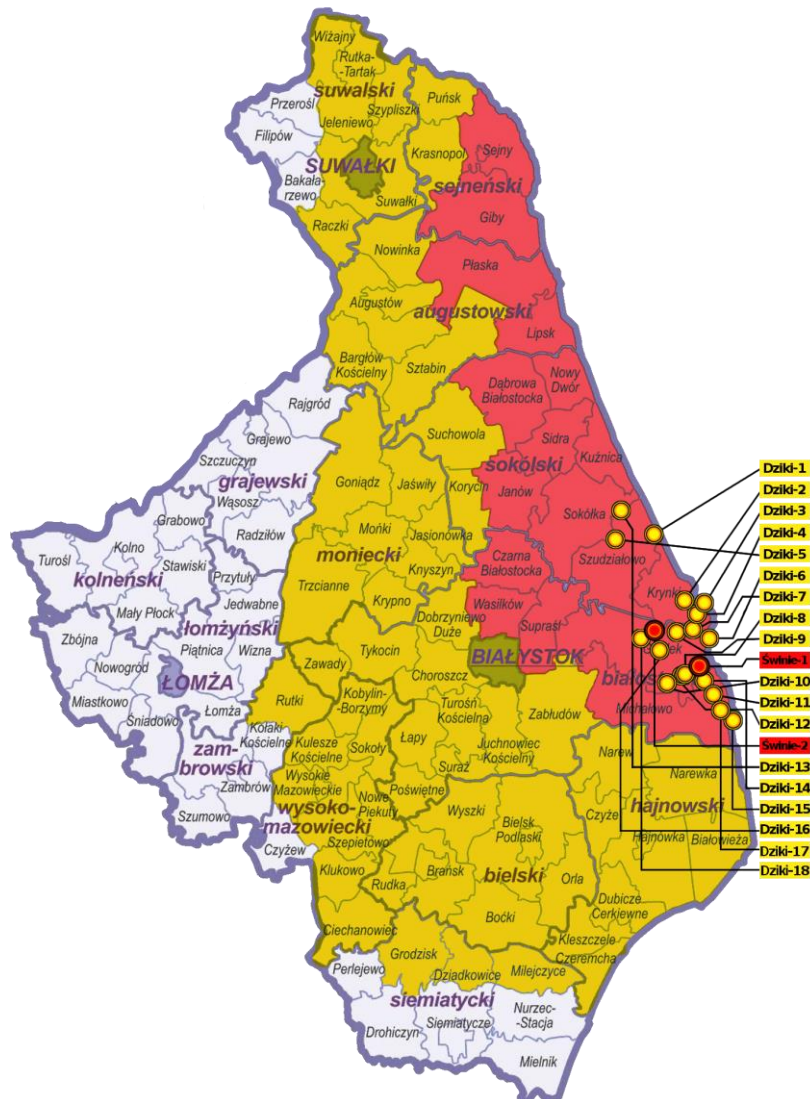 Wiżajny
Rutka-
-Tartak
suwalski
Szypliszki
Jeleniewo
Przerośl
Filipów
Bakała-
rzewo
SUWAŁKI
Suwałki
Raczki
Puńsk
Krasnopol
Sejny
sejneński
Giby
Nowinka
Płaska
Augustów
augustowski
Lipsk
Bargłów
Kościelny
Sztabin
Rajgród
Grajewo
Szczuczyn
grajewski
Wąsosz
Radziłów
Dąbrowa
Białostocka
Nowy
Dwór
Suchowola
Sidra
Kuźnica
sokólski
Goniądz
Jaświły
Korycin
Janów
Sokółka
Mońki
Jasionówka
moniecki
Knyszyn
Trzcianne
Krypno
Szudziałowo
Czarna
Białostocka
Krynki
Grabowo
Kolno
Turośl
Stawiski
kolneński
Przytuły
Mały Płock
Jedwabne
łomżyński
Zbójna
Piątnica
Wizna
Nowogród
ŁOMŻA
Miastkowo
Śniadowo
Łomża
Wasilków
Supraśl
Dobrzyniewo
Duże
BIAŁYSTOK
Tykocin
Zawady
Choroszcz
Michałowo
Rutki
Kobylin-
-Borzymy
Turośń
Kościelna
Zabłudów
Kołaki
Kościelne
zam-
browski
Zambrów
Szumowo
Kulesze
Kościelne
Sokoły
Łapy
Juchnowiec
Kościelny
Suraż
Wysokie
Mazowieckie
Nowe
Piekuty
Poświętne
wysoko-
mazowiecki
Szepietowo
Czyżew
Klukowo
Ciechanowiec
Narew
Narewka
hajnowski
Czyże
Hajnówka
Białowieża
Wyszki
Bielsk
Podlaski
Brańsk
bielski
Rudka
Orla
Boćki
Dubicze
Cerkiewne
Kleszczele
Czeremcha
Grodzisk
Dziadkowice
Milejczyce
Perlejewo
siemiatycki
Drohiczyn
Siemiatycze
Nurzec-
-Stacja
Mielnik
Dziki-1
Dziki-2
Dziki-3
Dziki-4
Dziki-5
Dziki-6
Dziki-7
Dziki-8
Dziki-9
Świnie-1
Dziki-10
Dziki-11
Dziki-12
Świnie-2
Dziki-13
Dziki-14
Dziki-15
Dziki-16
Dziki-17
Dziki-18